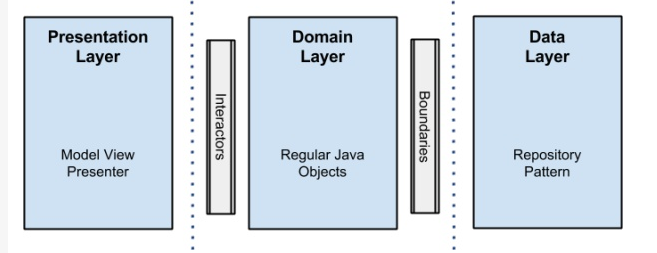 Presentation
Layer
Model View
Presenter
Interactors
Domain
Layer
Regular Java
Objects
Boundaries
Data
Layer
Repository
Pattern